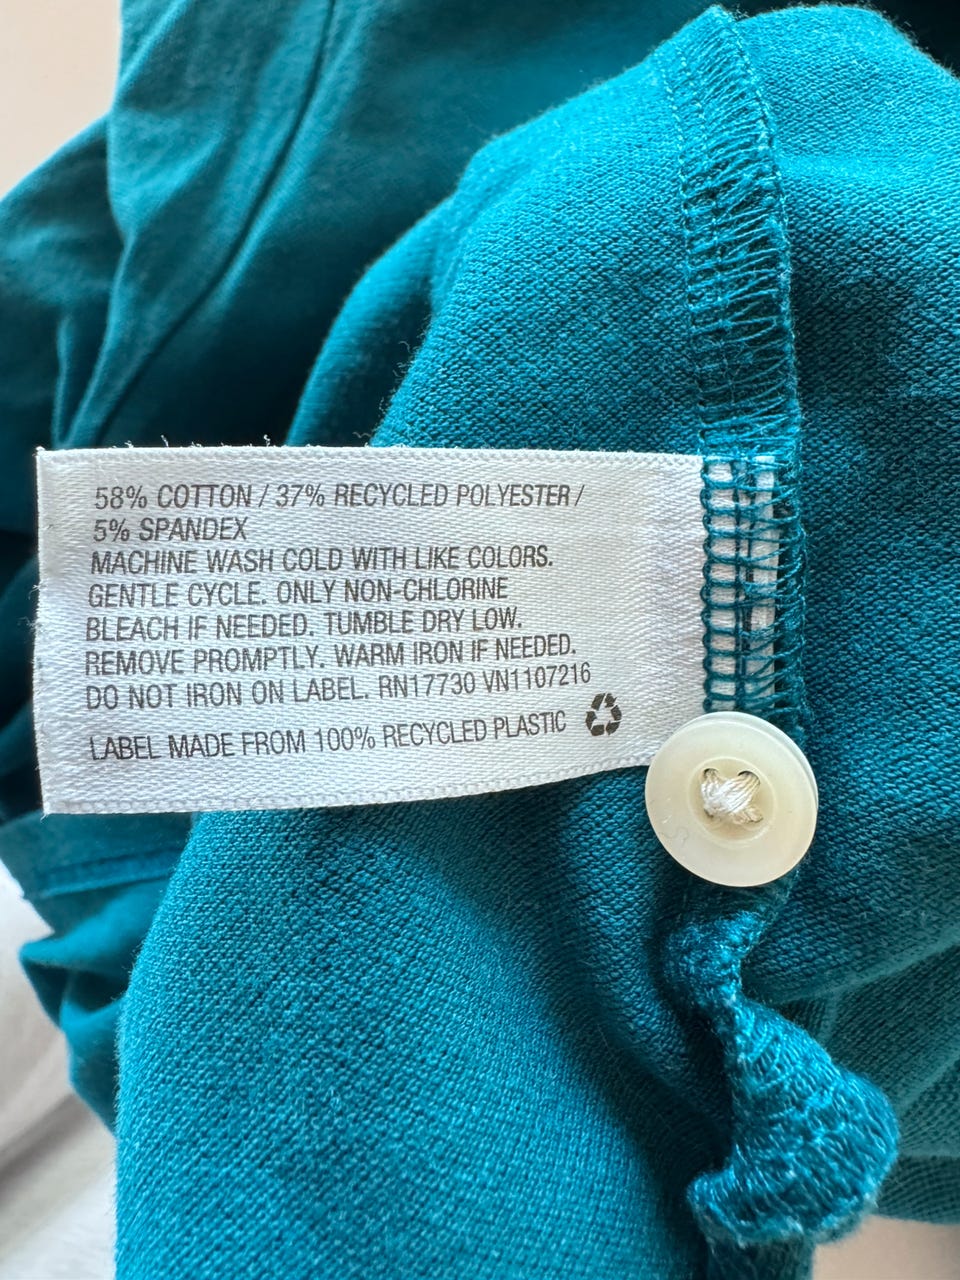 58% COTTON / 37% RECYCLED POLYESTER /
5% SPANDEX
MACHINE WASH COLD WITH LIKE COLORS.
GENTLE CYCLE. ONLY NON-CHLORINE
BLEACH IF NEEDED. TUMBLE DRY LOW.
REMOVE PROMPTLY. WARM IRON IF NEEDED.
DO NOT IRON ON LABEL. RN17730 VN1107216
LABEL MADE FROM 100% RECYCLED PLASTIC